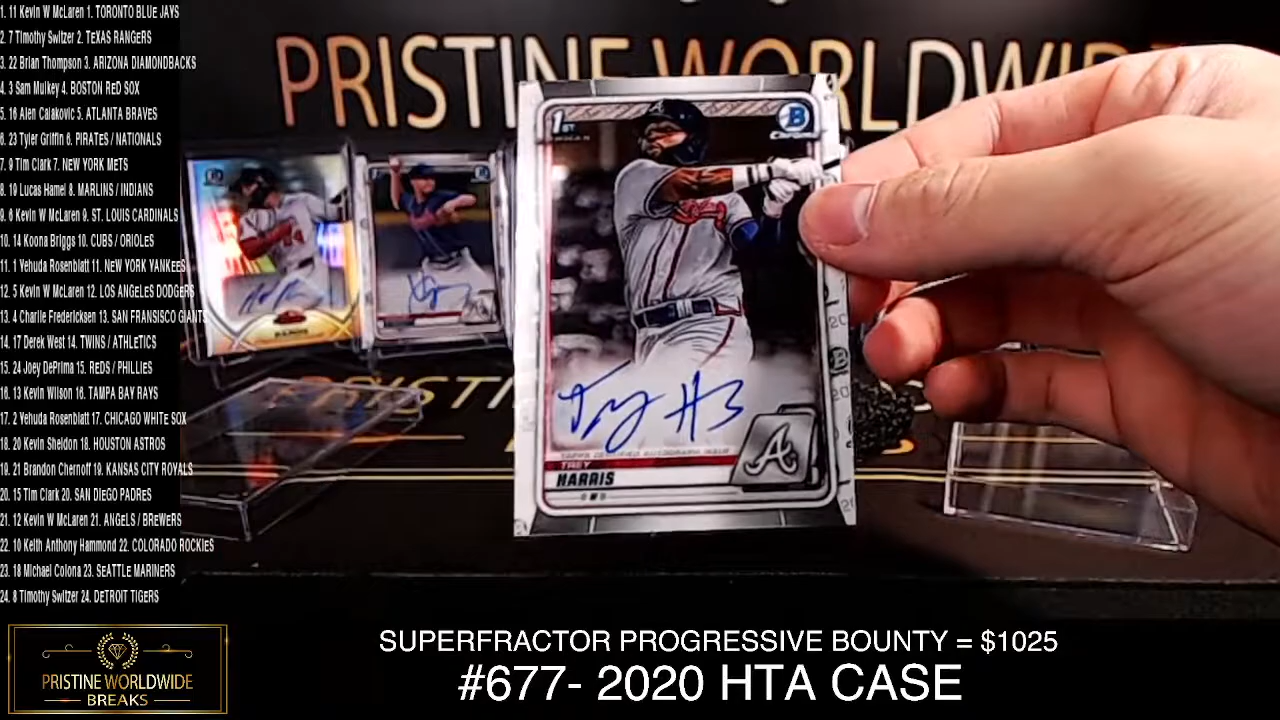 1. 11 Kevin W McLaren 1. TORONTO BLUE JAYS
2. 7 Timothy Switzer 2. TEXAS RANGERS
3. 22 Brian Thompson 3. ARIZONA DIAMONDBACKS
4. 3 Sam Mulkey 4. BOSTON RED SOX
5. 16 Alen Calakovic 5. ATLANTA BRAVES
6. 23 Tyler Griffin 6. PIRATES / NATIONALS
7. 9 Tim Clark 7. NEW YORK METS
8. 19 Lucas Hamel 8. MARLINS / INDIANS
9. 6 Kevin W McLaren 9. ST. LOUIS CARDINALS
10. 14 Koona Briggs 10. CUBS / ORIOLES
11. 1 Yehuda Rosenblatt 11. NEW YORK YANKEES
12. 5 Kevin W McLaren 12. LOS ANGELES DODGERS
13. 4 Charlie Fredericksen 13. SAN FRANSISCO GIANTS
14. 17 Derek West 14. TWINS / ATHLETICS
15. 24 Joey DePrima 15. REDS / PHILLIES
16. 13 Kevin Wilson 16. TAMPA BAY RAYS
17. 2 Yehuda Rosenblatt 17. CHICAGO WHITE SOX
18. 20 Kevin Sheldon 18. HOUSTON ASTROS
19. 21 Brandon Chernoff 19. KANSAS CITY ROYALS
20. 15 Tim Clark 20. SAN DIEGO PADRES
21. 12 Kevin W McLaren 21. ANGELS / BREWERS
22. 10 Keith Anthony Hammond 22. COLORADO ROCKIES
23. 18 Michael Colona 23. SEATTLE MARINERS
24. 8 Timothy Switzer 24. DETROIT TIGERS
PRISTINE WORLDWIDE
1ST
B
Chrome
TOPPS CERTIFIED AUTOGRAPH ISSUE
TREY
HARRIS
A
PRISTINE WORLDWIDE
BREAKS
SUPERFRACTOR PROGRESSIVE BOUNTY = $1025
#677- 2020 HTA CASE